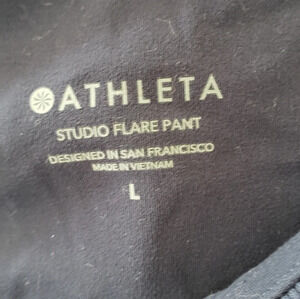 ATHLETA
STUDIO FLARE PANT
DESIGNED IN SAN FRANCISCO
MADE IN VIETNAM
L